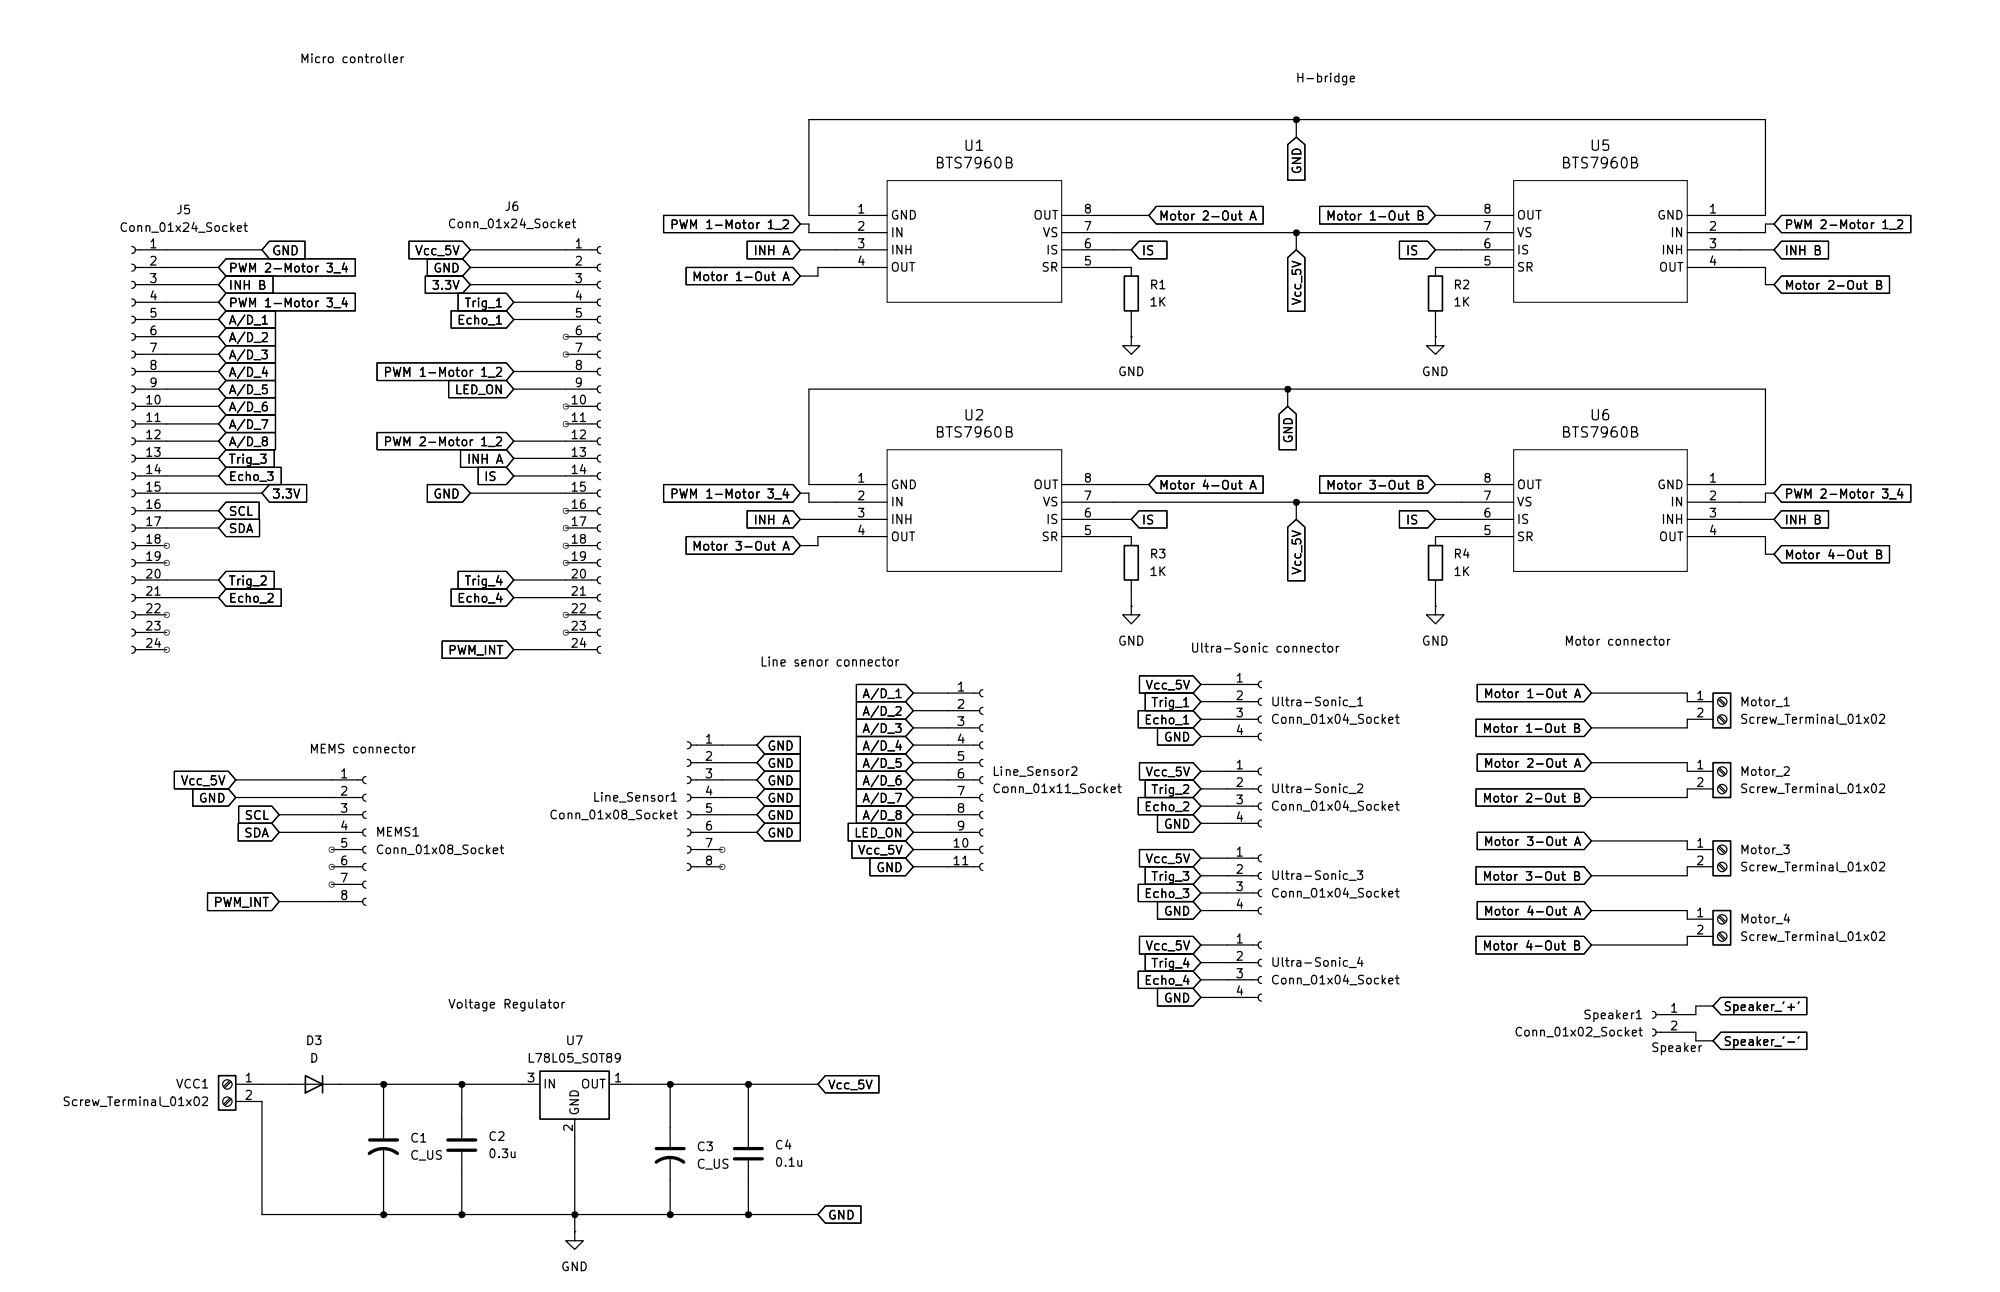 Micro controller
J5
Conn_01x24_Socket
1 GND
2 PWM 2-Motor 3_4
3 INH B
4 PWM 1-Motor 3_4
5 A/D_1
6 A/D_2
7 A/D_3
8 A/D_4
9 A/D_5
10 A/D_6
11 A/D_7
12 A/D_8
13 Trig_3
14 Echo_3
15 3.3V
16 SCL
17 SDA
18
19
20 Trig_2
21 Echo_2
22
23
24
J6
Conn_01x24_Socket
Vcc_5V 1
GND 2
3.3V 3
Trig_1 4
Echo_1 5
6
7
PWM 1-Motor 1_2 8
LED_ON 9
10
11
PWM 2-Motor 1_2 12
INH A 13
IS 14
GND 15
16
17
18
19
Trig_4 20
Echo_4 21
22
23
PWM_INT 24
H-bridge
GND
U1
BTS7960B
PWM 1-Motor 1_2
INH A
Motor 1-Out A
1 GND OUT 8 Motor 2-Out A
2 IN VS 7
3 INH IS 6 IS
4 OUT SR 5
R1
1K
GND
Vcc_5V
U5
BTS7960B
Motor 1-Out B 8 OUT GND 1
7 VS IN 2 PWM 2-Motor 1_2
IS 6 IS INH 3 INH B
5 SR OUT 4 Motor 2-Out B
R2
1K
GND
GND
U2
BTS7960B
PWM 1-Motor 3_4
INH A
Motor 3-Out A
1 GND OUT 8 Motor 4-Out A
2 IN VS 7
3 INH IS 6 IS
4 OUT SR 5
R3
1K
GND
Vcc_5V
U6
BTS7960B
Motor 3-Out B 8 OUT GND 1
7 VS IN 2 PWM 2-Motor 3_4
IS 6 IS INH 3 INH B
5 SR OUT 4 Motor 4-Out B
R4
1K
GND
MEMS connector
Vcc_5V 1
GND 2
SCL 3
SDA 4
5
6
7
PWM_INT 8
MEMS1
Conn_01x08_Socket
Line senor connector
Line_Sensor1
Conn_01x08_Socket
1 GND
2 GND
3 GND
4 GND
5 GND
6 GND
7
8
A/D_1 1
A/D_2 2
A/D_3 3
A/D_4 4
A/D_5 5
A/D_6 6
A/D_7 7
A/D_8 8
LED_ON 9
Vcc_5V 10
GND 11
Line_Sensor2
Conn_01x11_Socket
Ultra-Sonic connector
Vcc_5V 1
Trig_1 2
Echo_1 3
GND 4
Ultra-Sonic_1
Conn_01x04_Socket
Vcc_5V 1
Trig_2 2
Echo_2 3
GND 4
Ultra-Sonic_2
Conn_01x04_Socket
Vcc_5V 1
Trig_3 2
Echo_3 3
GND 4
Ultra-Sonic_3
Conn_01x04_Socket
Vcc_5V 1
Trig_4 2
Echo_4 3
GND 4
Ultra-Sonic_4
Conn_01x04_Socket
Motor connector
Motor 1-Out A 1
Motor 1-Out B 2
Motor_1
Screw_Terminal_01x02
Motor 2-Out A 1
Motor 2-Out B 2
Motor_2
Screw_Terminal_01x02
Motor 3-Out A 1
Motor 3-Out B 2
Motor_3
Screw_Terminal_01x02
Motor 4-Out A 1
Motor 4-Out B 2
Motor_4
Screw_Terminal_01x02
Speaker1
Conn_01x02_Socket
Speaker
1 Speaker_'+'
2 Speaker_'-'
Voltage Regulator
VCC1
Screw_Terminal_01x02
1
2
D3
D
C1
C_US
C2
0.3u
U7
L78L05_SOT89
3 IN OUT 1
GND
2
C3
C_US
C4
0.1u
Vcc_5V
GND
GND